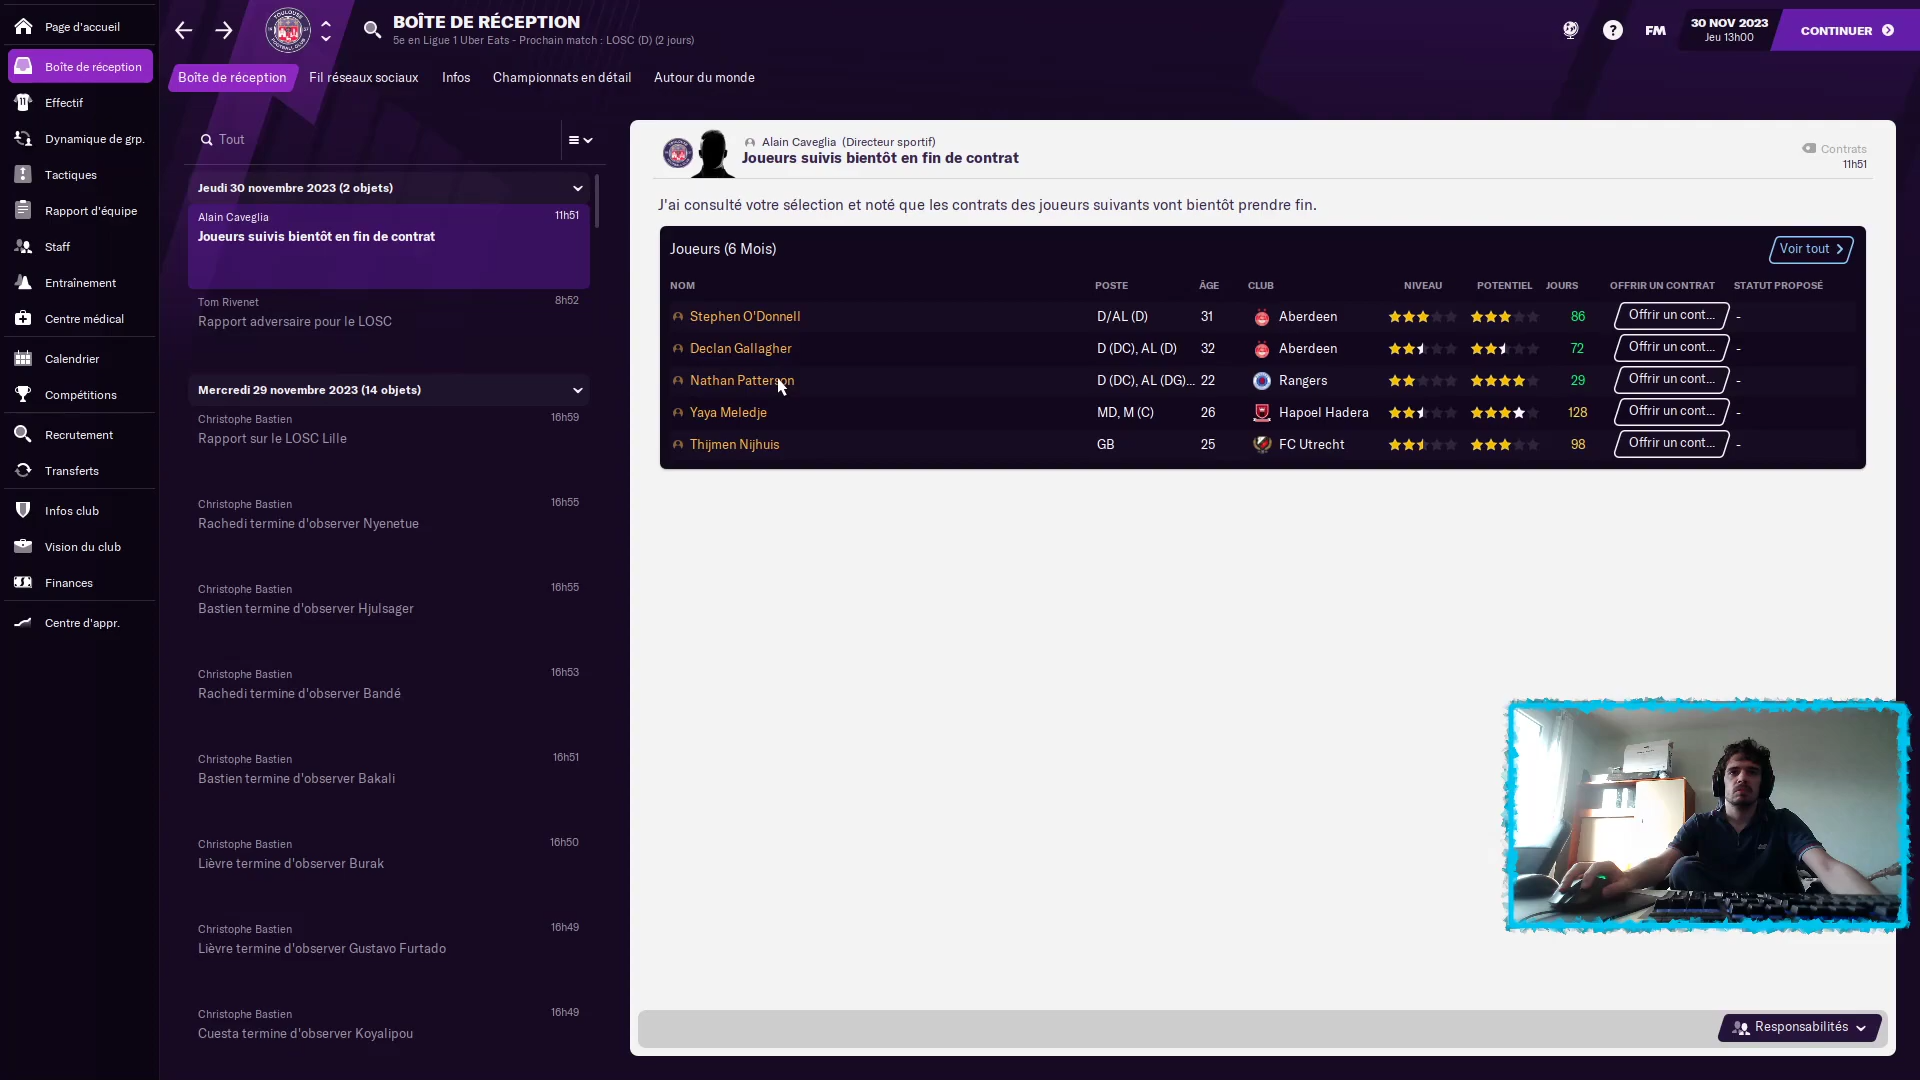 Page d'accueil
Boîte de réception
Effectif
Dynamique de grp.
Tactiques
Rapport d'équipe
Staff
Entraînement
Centre médical
Calendrier
Compétitions
Recrutement
Transferts
Infos club
Vision du club
Finances
Centre d'appr.
BOÎTE DE RÉCEPTION
5e en Ligue 1 Uber Eats - Prochain match : LOSC (D) (2 jours)
FM
30 NOV 2023
Jeu 13h00
CONTINUER
Boîte de réception
Fil réseaux sociaux
Infos
Championnats en détail
Autour du monde
Tout
Jeudi 30 novembre 2023 (2 objets)
Alain Caveglia 11h51
Joueurs suivis bientôt en fin de contrat
Tom Rivenet 8h52
Rapport adversaire pour le LOSC
Mercredi 29 novembre 2023 (14 objets)
Christophe Bastien 16h59
Rapport sur le LOSC Lille
Christophe Bastien 16h55
Rachedi termine d'observer Nyenetue
Christophe Bastien 16h55
Bastien termine d'observer Hjulsager
Christophe Bastien 16h53
Rachedi termine d'observer Bandé
Christophe Bastien 16h51
Bastien termine d'observer Bakali
Christophe Bastien 16h50
Lièvre termine d'observer Burak
Christophe Bastien 16h49
Lièvre termine d'observer Gustavo Furtado
Christophe Bastien 16h49
Cuesta termine d'observer Koyalipou
Alain Caveglia (Directeur sportif)
Joueurs suivis bientôt en fin de contrat
Contrats
11h51
J'ai consulté votre sélection et noté que les contrats des joueurs suivants vont bientôt prendre fin.
Joueurs (6 Mois)
Voir tout
NOM POSTE ÂGE CLUB NIVEAU POTENTIEL JOURS OFFRIR UN CONTRAT STATUT PROPOSÉ
Stephen O'Donnell D/AL (D) 31 Aberdeen 86 Offrir un cont... -
Declan Gallagher D (DC), AL (D) 32 Aberdeen 72 Offrir un cont... -
Nathan Patterson D (DC), AL (DG)... 22 Rangers 29 Offrir un cont... -
Yaya Meledje MD, M (C) 26 Hapoel Hadera 128 Offrir un cont... -
Thijmen Nijhuis GB 25 FC Utrecht 98 Offrir un cont... -
Responsabilités